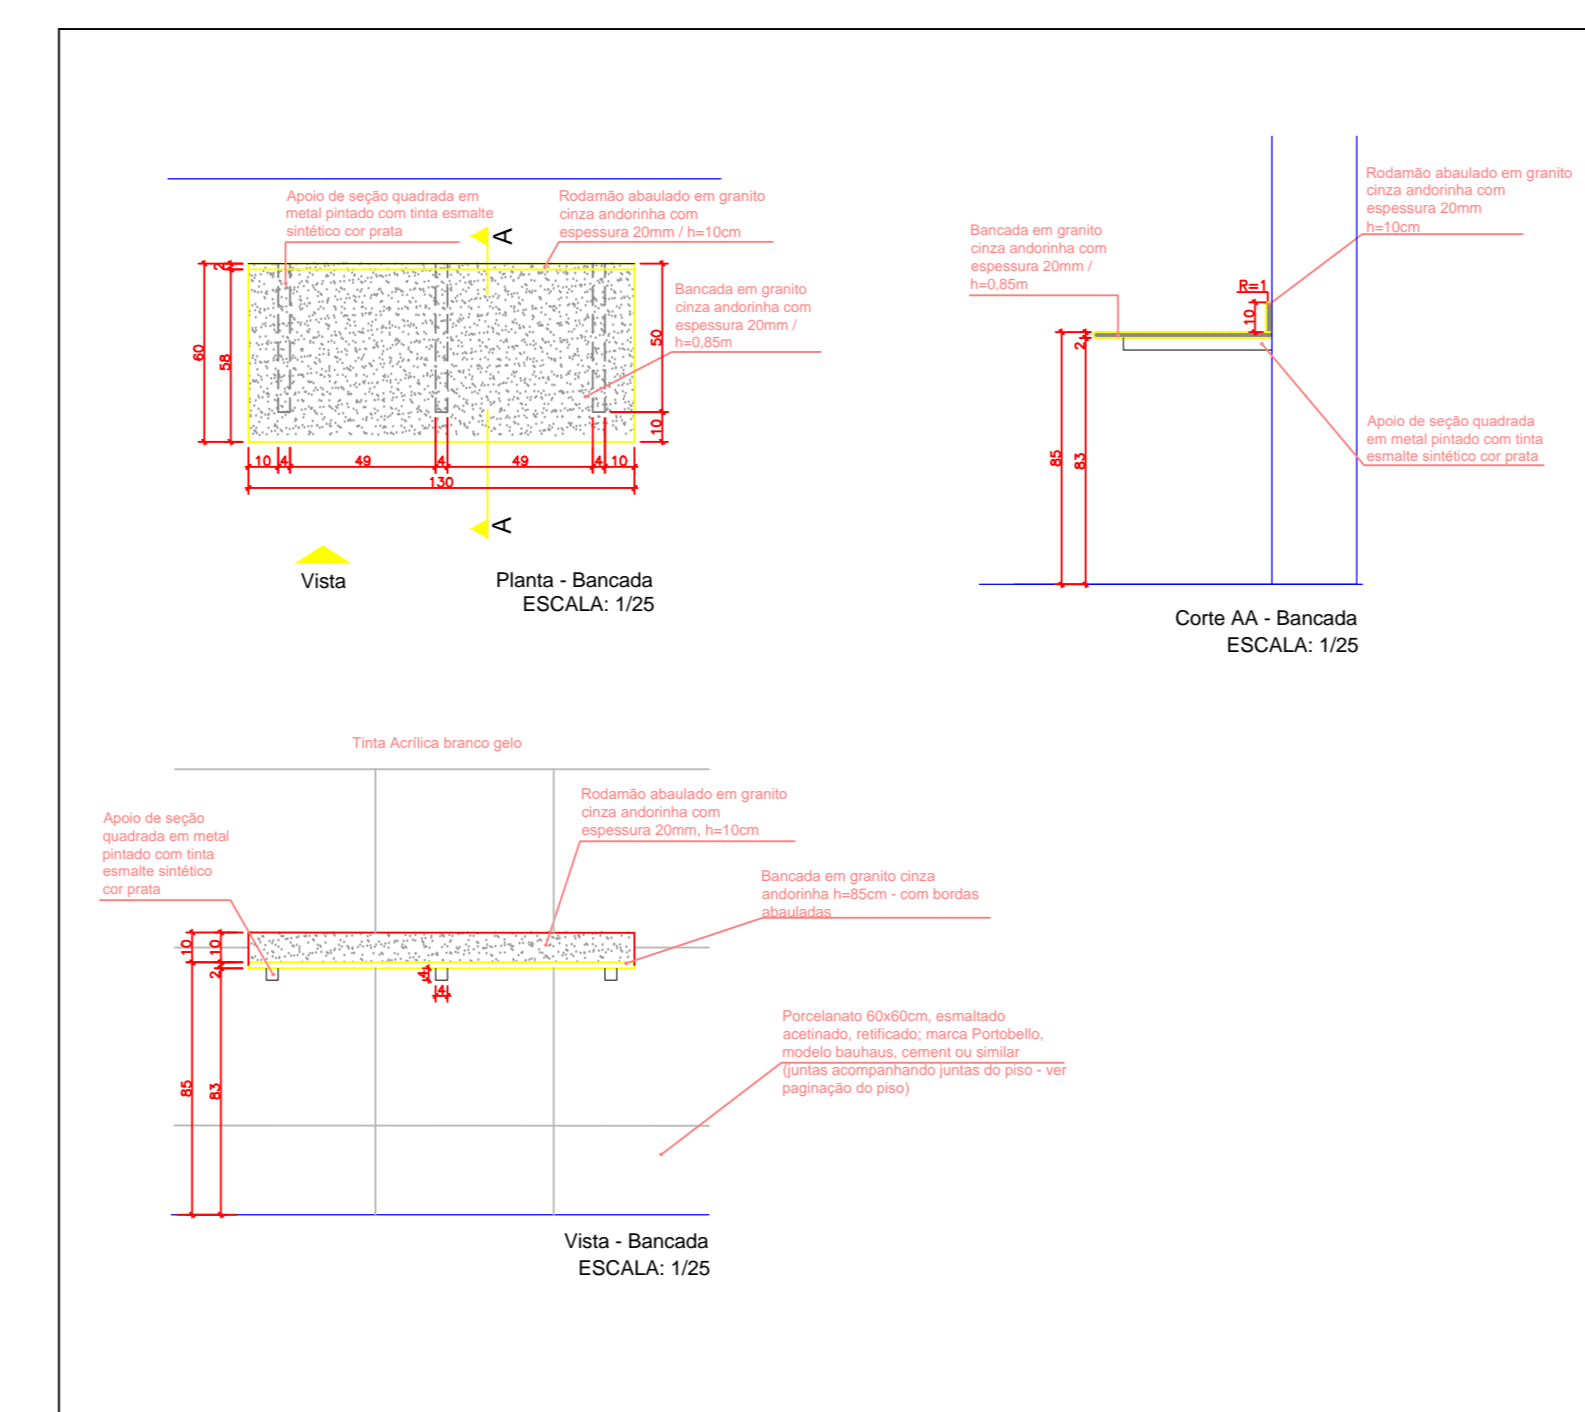 Apoio de seção quadrada em
metal pintado com tinta esmalte
sintético cor prata
Rodamão abaulado em granito
cinza andorinha com
espessura 20mm / h=10cm
A
Bancada em granito
cinza andorinha com
espessura 20mm /
h=0,85m
2
60
58
50
10
10
4
49
4
49
4
10
130
A
Vista
Planta - Bancada
ESCALA: 1/25
Rodamão abaulado em granito
cinza andorinha com
espessura 20mm
h=10cm
Bancada em granito
cinza andorinha com
espessura 20mm /
h=0,85m
R=1
10
2
85
83
Apoio de seção quadrada
em metal pintado com tinta
esmalte sintético cor prata
Corte AA - Bancada
ESCALA: 1/25
Tinta Acrílica branco gelo
Rodamão abaulado em granito
cinza andorinha com
espessura 20mm, h=10cm
Apoio de seção
quadrada em metal
pintado com tinta
esmalte sintético
cor prata
Bancada em granito cinza
andorinha h=85cm - com bordas
abauladas
10
10
2
4
4
85
83
Porcelanato 60x60cm, esmaltado
acetinado, retificado; marca Portobello,
modelo bauhaus, cement ou similar
(juntas acompanhando juntas do piso - ver
paginação do piso)
Vista - Bancada
ESCALA: 1/25